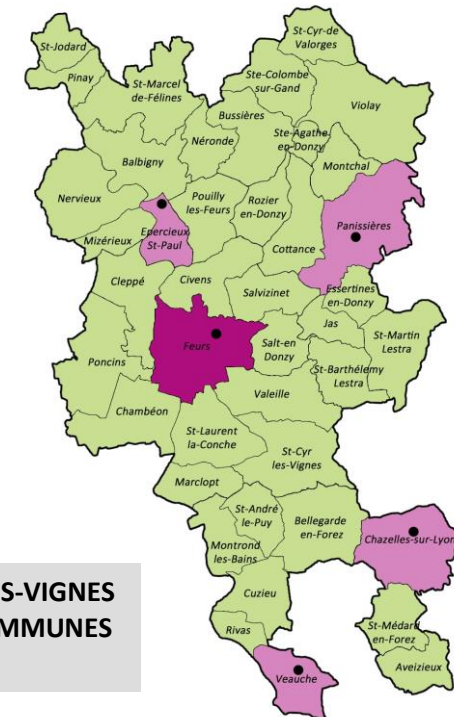 St-Jodard
St-Cyr-de
Valorges
Pinay
St-Marcel
de-Félines
Ste-Colombe
sur-Gand
Violay
Bussières
Néronde
Ste-Agathe
en-Donzy
Balbigny
Montchal
Nervieux
Pouilly
les-Feurs
Rozier
en-Donzy
Panissières
Epercieux
St-Paul
Mizérieux
Cottance
Cleppé
Civens
Salvizinet
Essertines
en-Donzy
Feurs
Salt-en
Donzy
Jas
St-Martin
Lestra
Poncins
St-Barthélemy
Lestra
Chambéon
Valeille
St-Laurent
la-Conche
St-Cyr
les-Vignes
Marclopt
St-André
le-Puy
Bellegarde
en-Forez
Chazelles-sur-Lyon
Montrond
les-Bains
S-VIGNES
OMMUNES
Cuzieu
Rivas
St-Médard
en-Forez
Aveizieux
Veauche